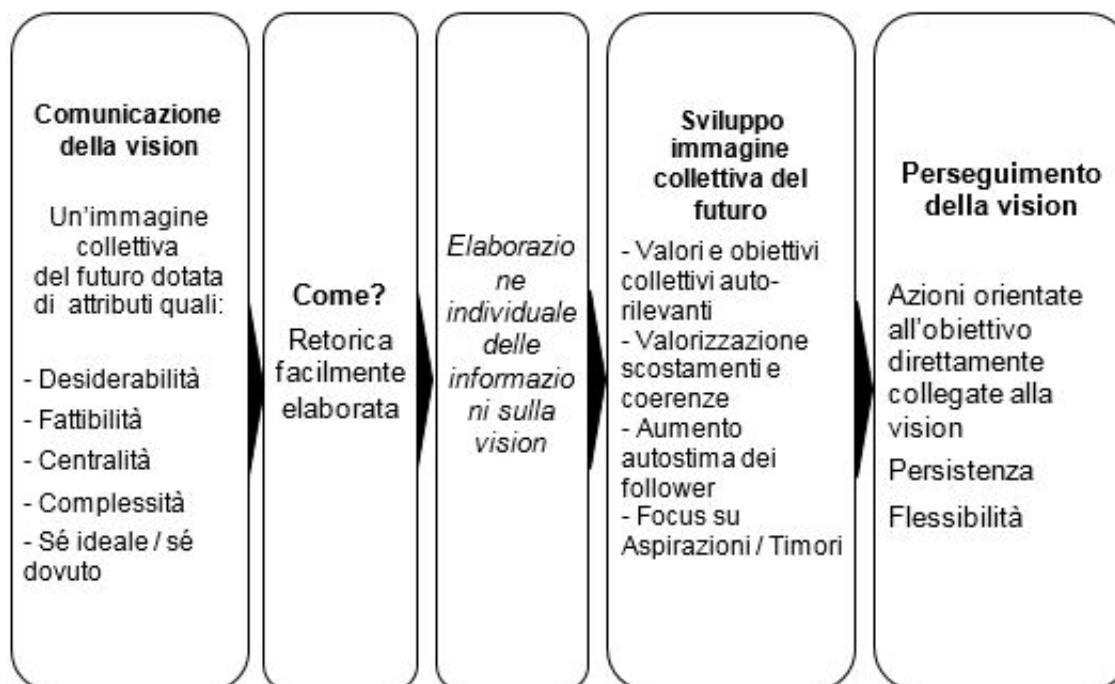 Comunicazione
della vision
Un'immagine
collettiva
del futuro dotata
di attributi quali:
- Desiderabilità
- Fattibilità
- Centralità
- Complessità
- Sé ideale / sé
dovuto
Come?
Retorica
facilmente
elaborata
Elaborazio
ne
individuale
delle
informazio
ni sulla
vision
Sviluppo
immagine
collettiva del
futuro
- Valori e obiettivi
collettivi auto-
rilevanti
- Valorizzazione
scostamenti e
coerenze
- Aumento
autostima dei
follower
- Focus su
Aspirazioni / Timori
Perseguimento
della vision
Azioni orientate
all'obiettivo
direttamente
collegate alla
vision
Persistenza
Flessibilità